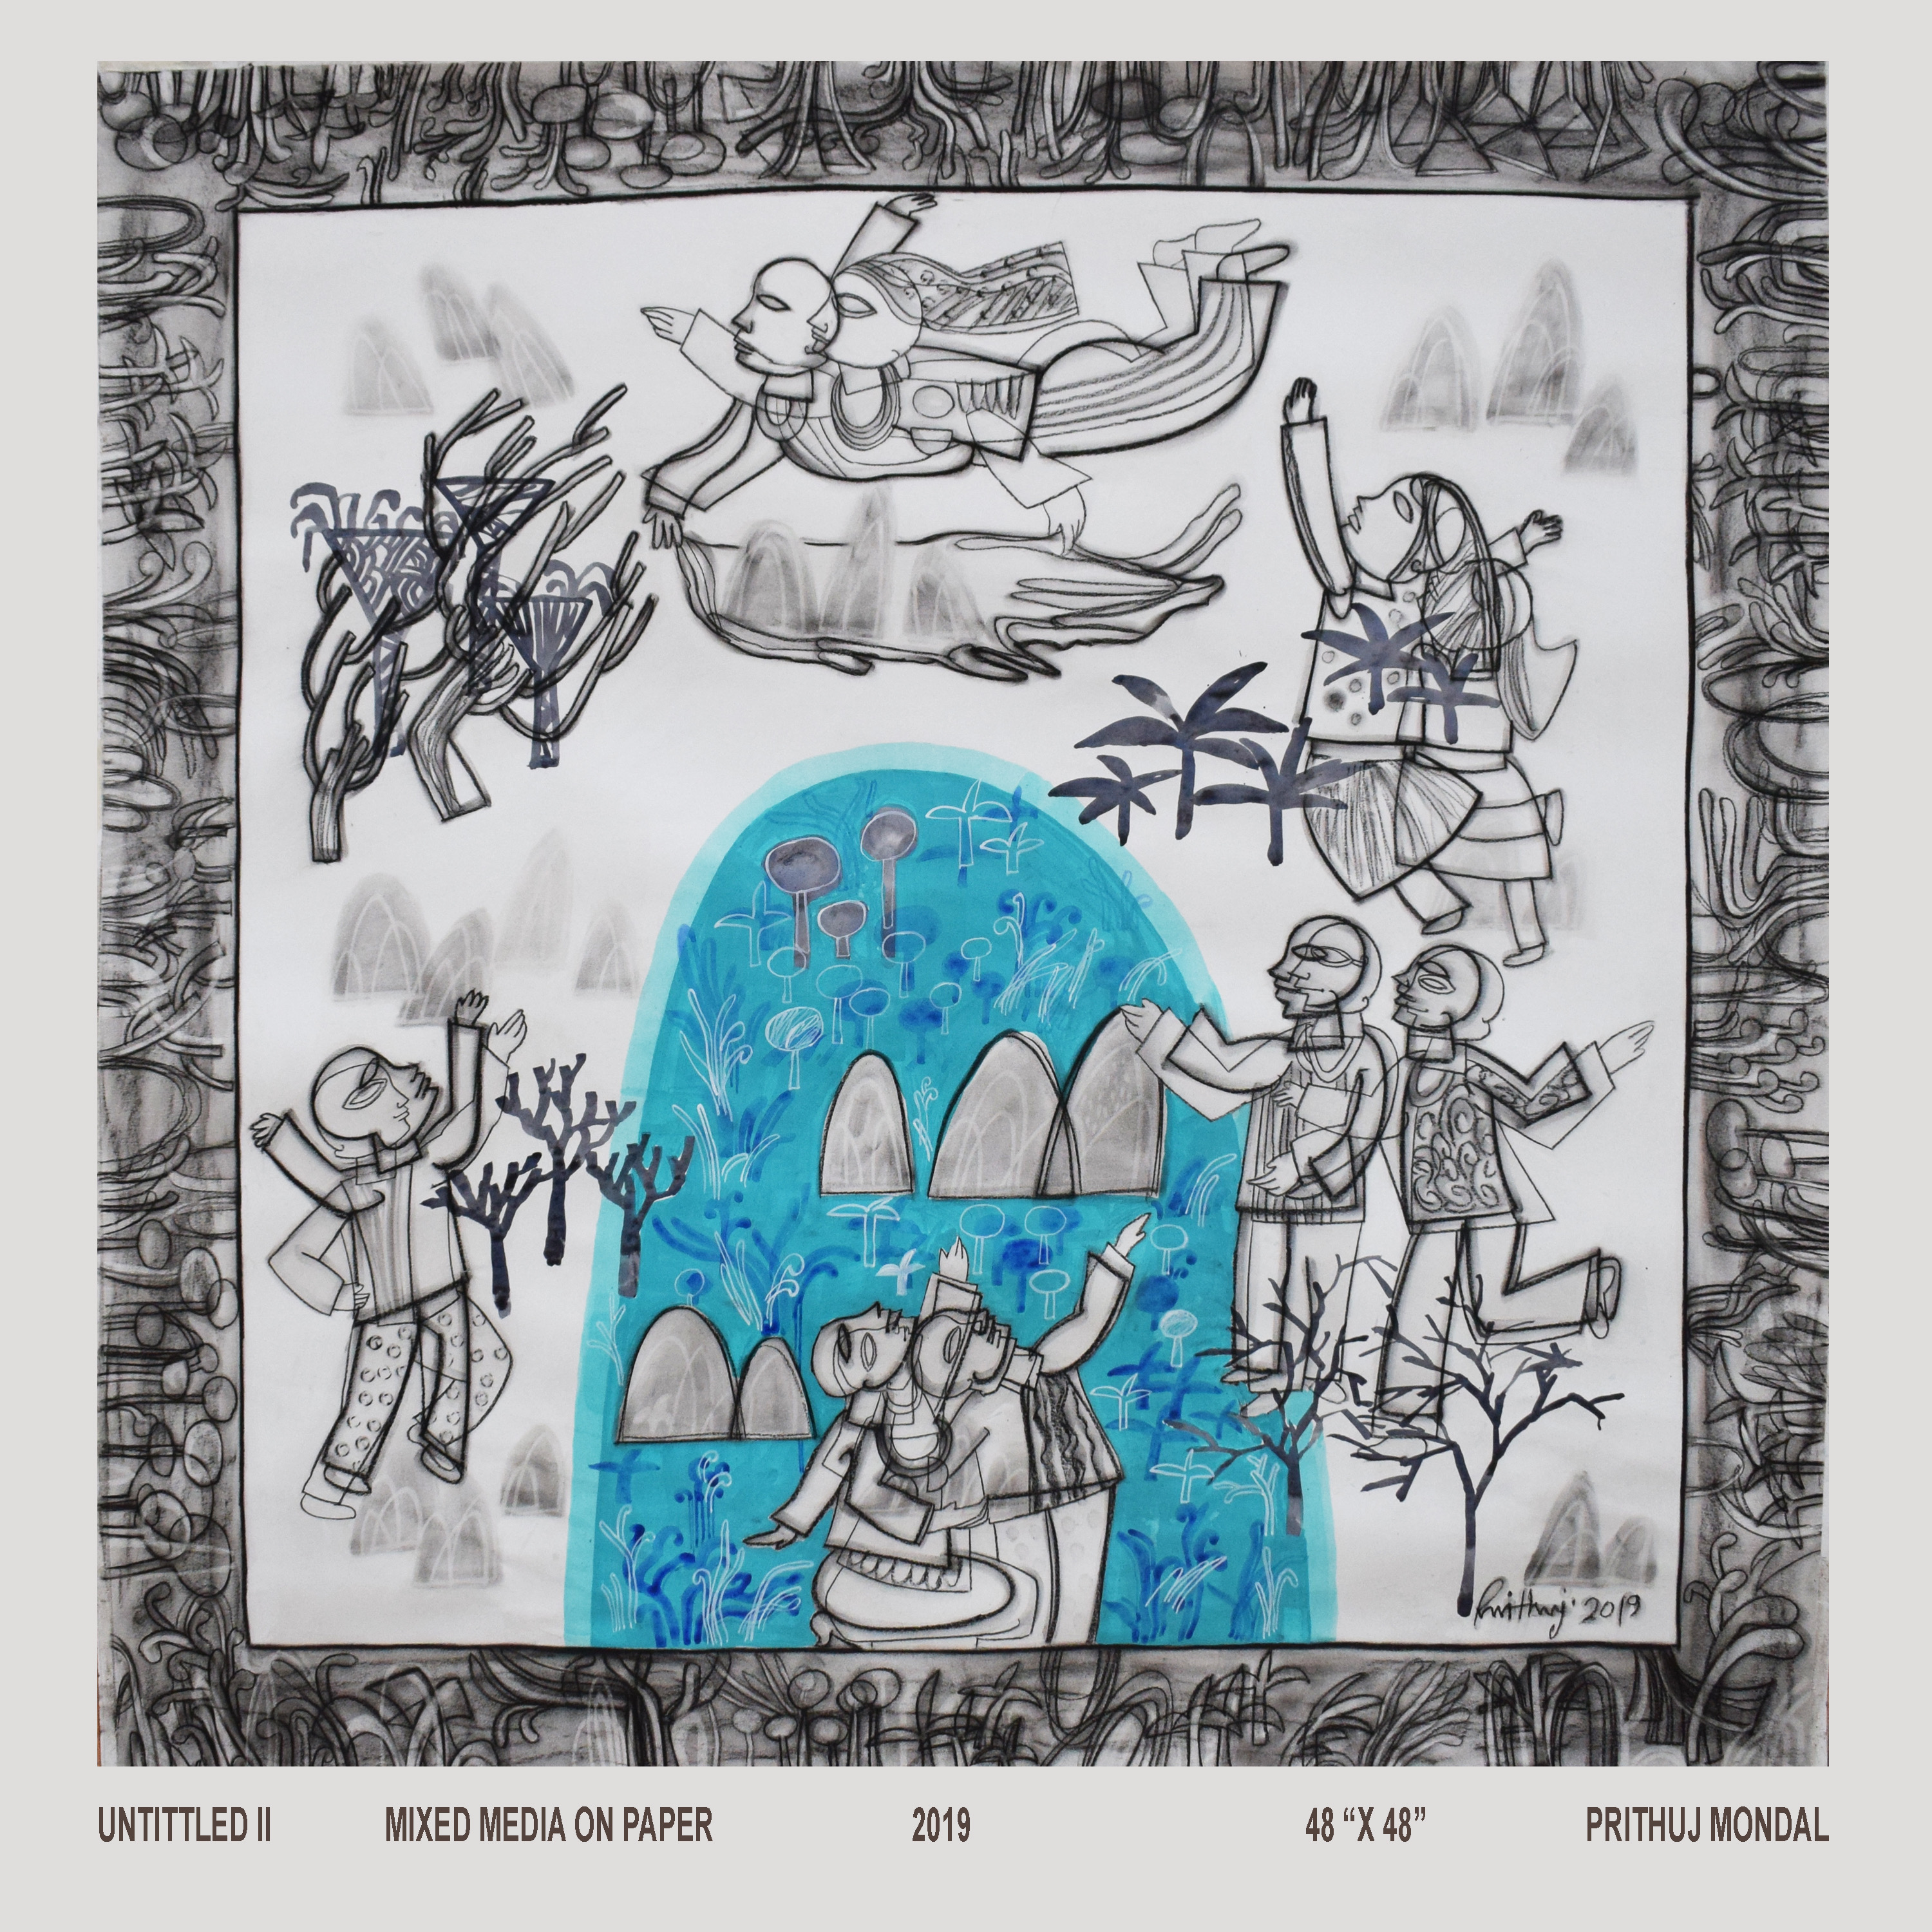 Prithuj' 2019
UNTITTLED II MIXED MEDIA ON PAPER 2019 48 “X 48” PRITHUJ MONDAL